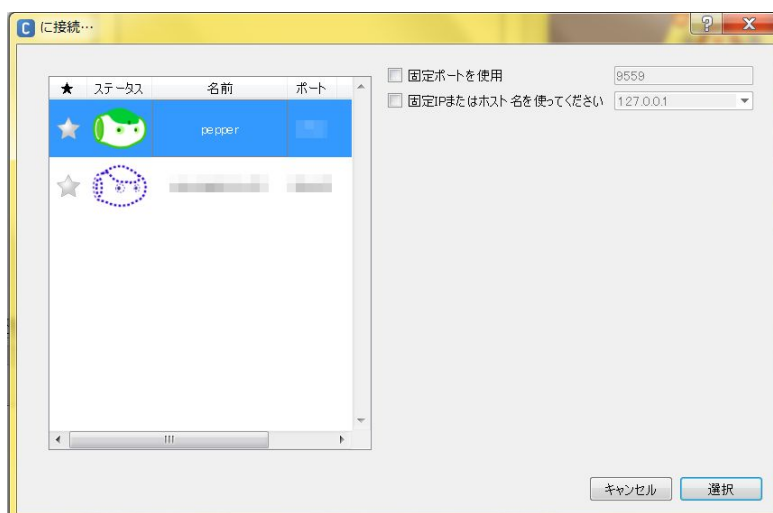 C に接続…
固定ポートを使用 9559
固定IPまたはホスト名を使ってください 127.0.0.1
★ ステータス 名前 ポート
pepper
キャンセル 選択